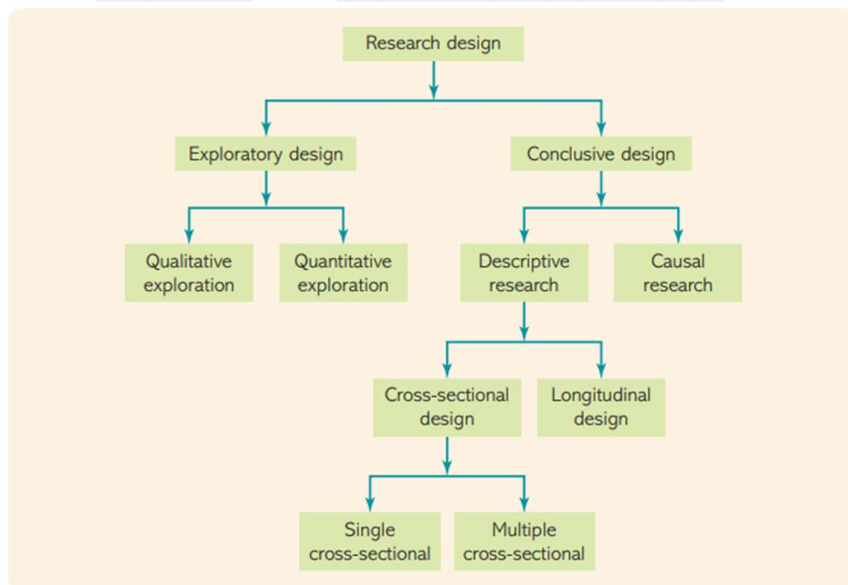 Research design
Exploratory design
Conclusive design
Qualitative
exploration
Quantitative
exploration
Descriptive
research
Causal
research
Cross-sectional
design
Longitudinal
design
Single
cross-sectional
Multiple
cross-sectional